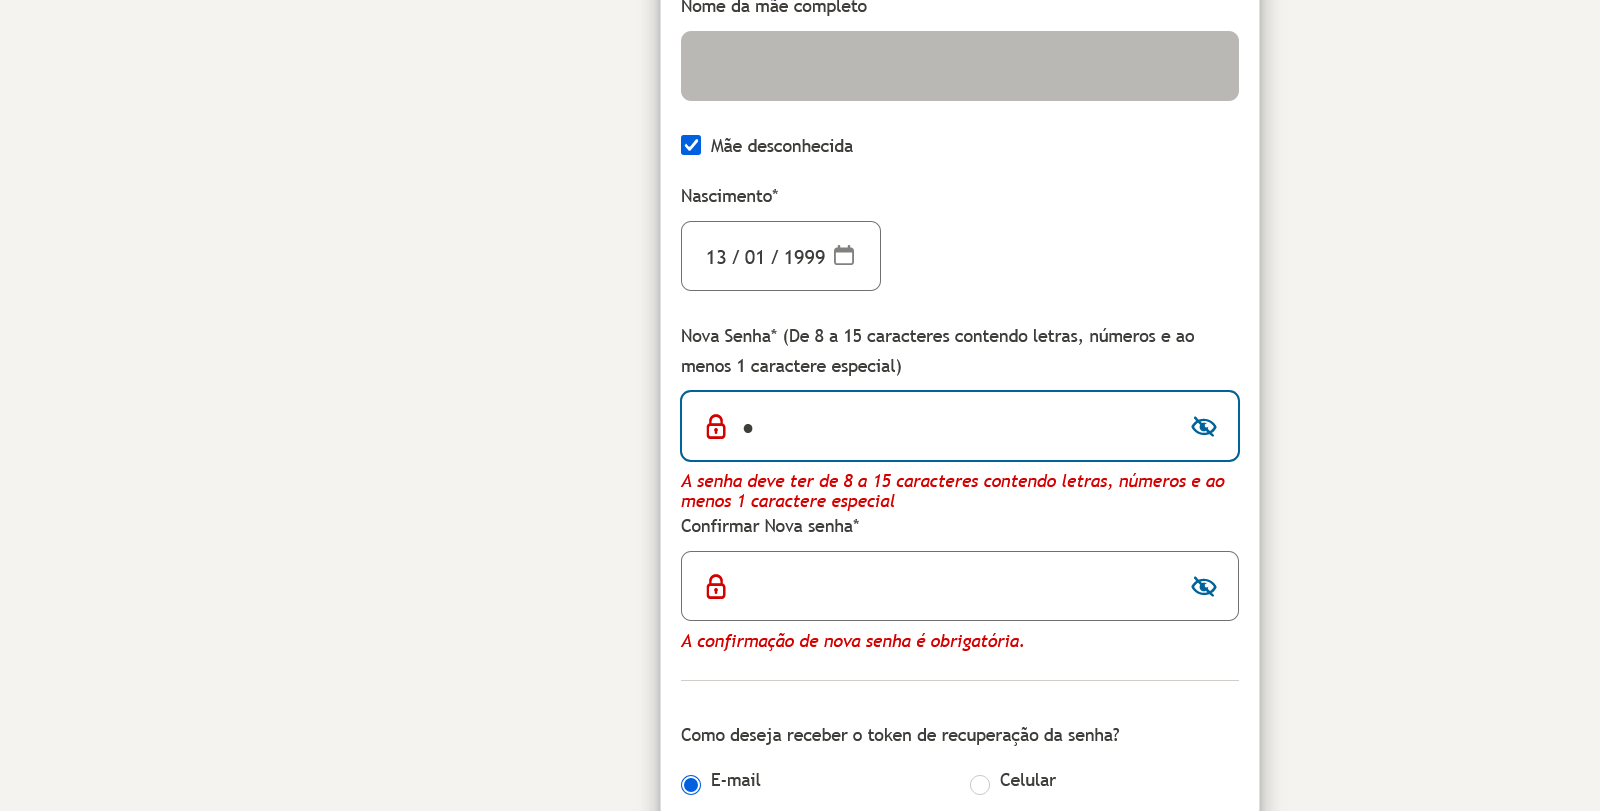 Nome da mãe completo
Mãe desconhecida
Nascimento*
13 / 01 / 1999
Nova Senha* (De 8 a 15 caracteres contendo letras, números e ao
menos 1 caractere especial)
A senha deve ter de 8 a 15 caracteres contendo letras, números e ao
menos 1 caractere especial
Confirmar Nova senha*
A confirmação de nova senha é obrigatória.
Como deseja receber o token de recuperação da senha?
E-mail
Celular